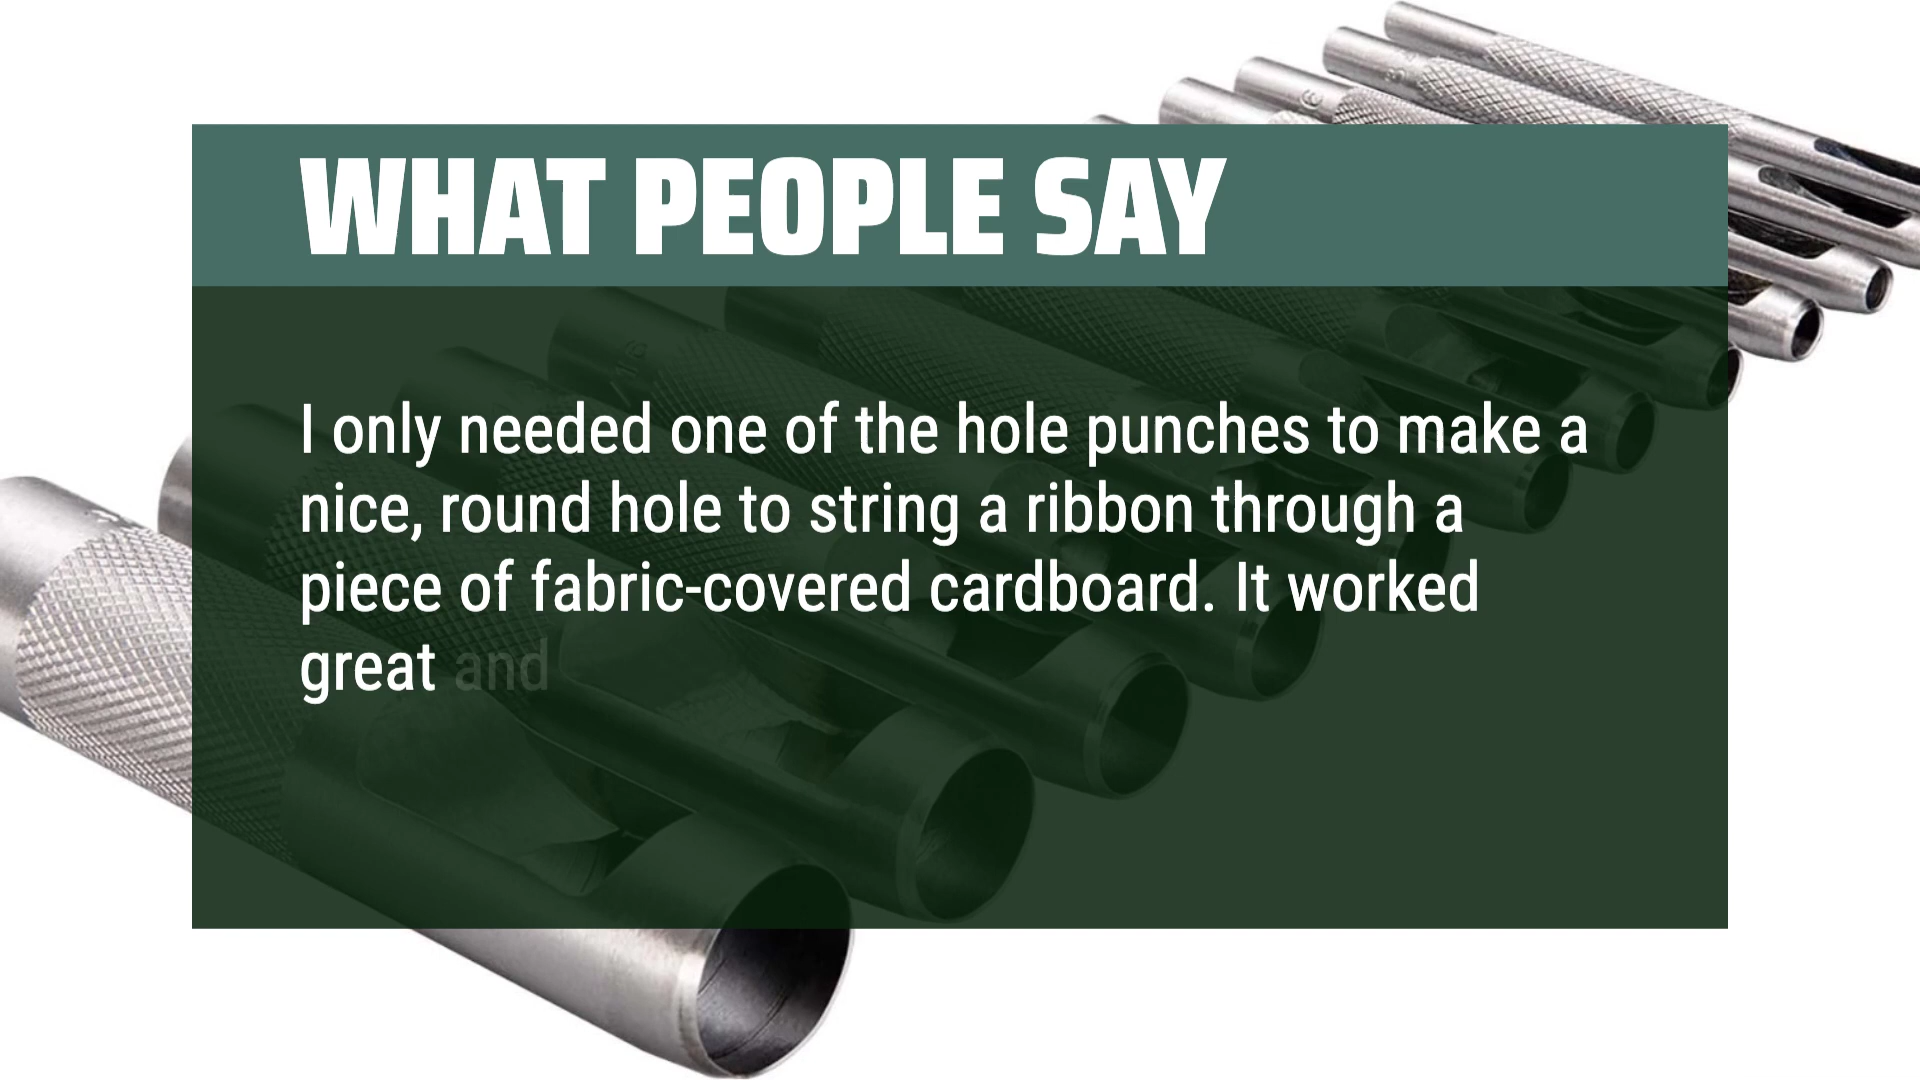 WHAT PEOPLE SAY
I only needed one of the hole punches to make a
nice, round hole to string a ribbon through a
piece of fabric-covered cardboard. It worked
great and